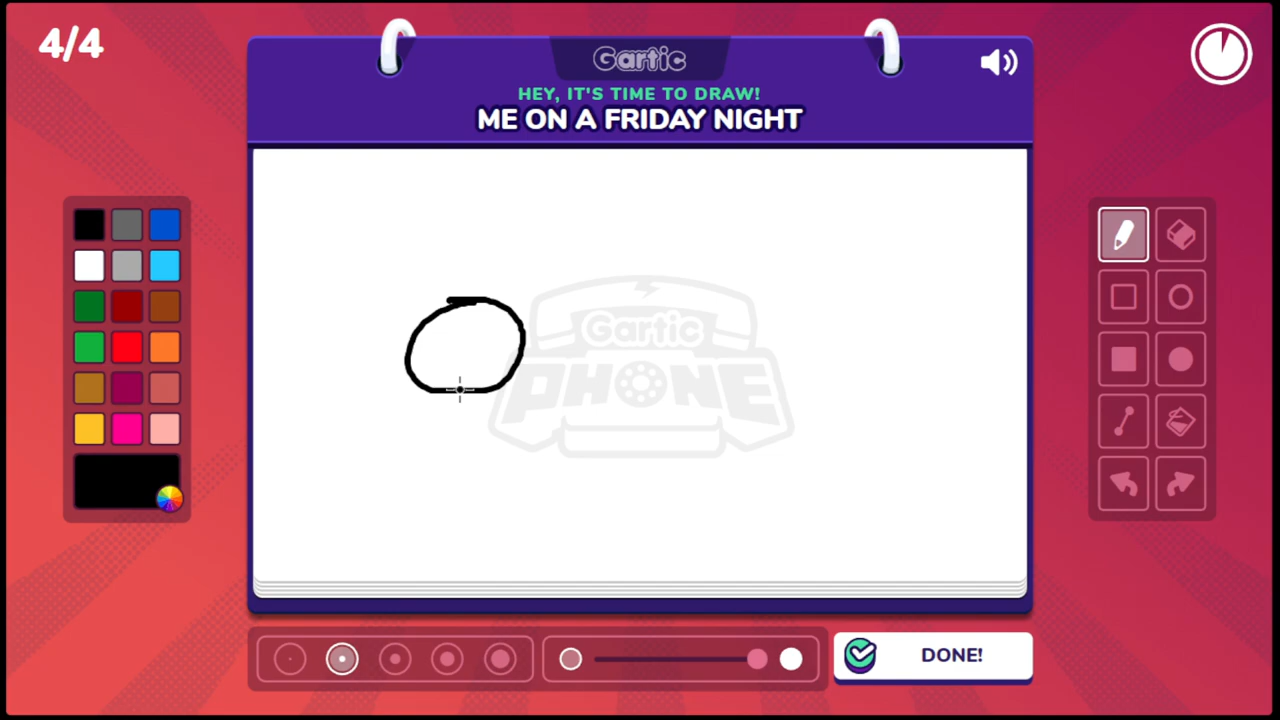 4/4
Gartic
HEY, IT'S TIME TO DRAW!
ME ON A FRIDAY NIGHT
Gartic
PHONE
DONE!